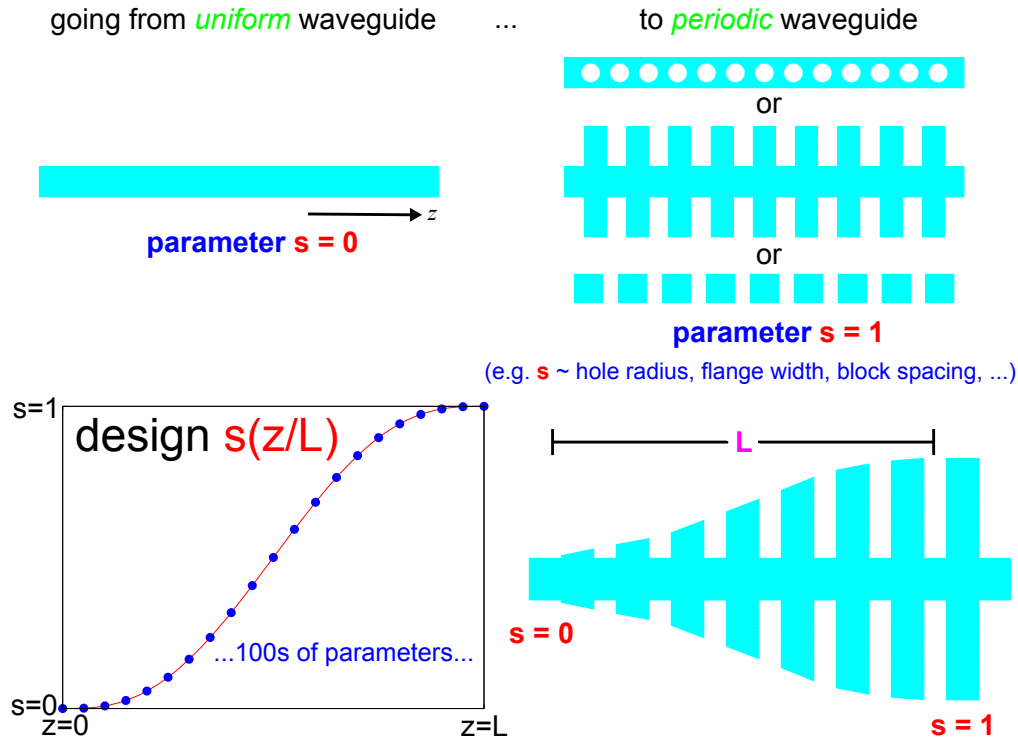 going from uniform waveguide ... to periodic waveguide
or
z
parameter s = 0
or
parameter s = 1
(e.g. s ~ hole radius, flange width, block spacing, ...)
s=1
design s(z/L)
L
...100s of parameters...
s = 0
s=0
z=0
z=L
s = 1